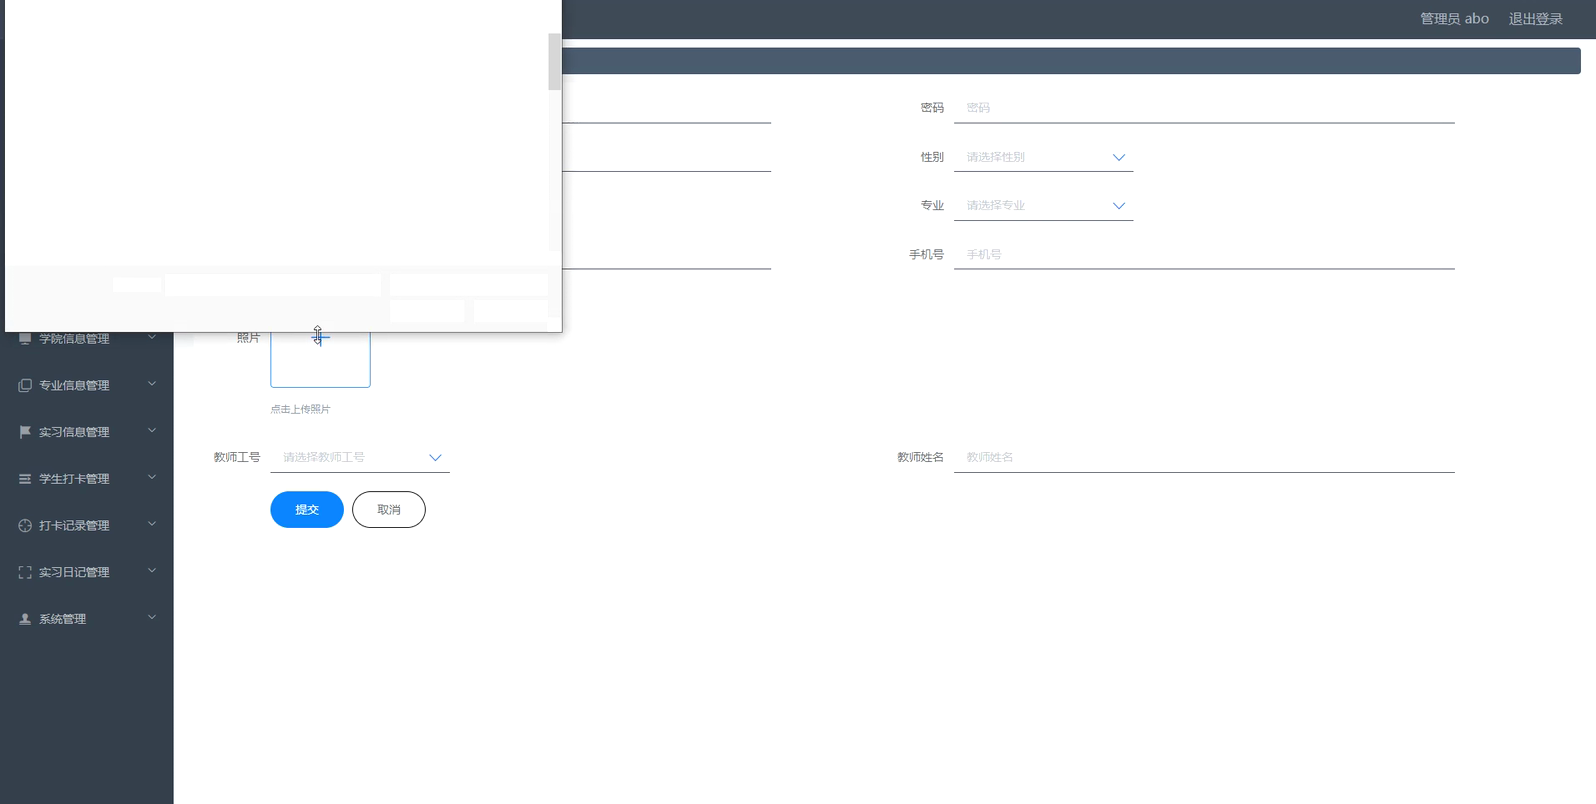 管理员 abo 退出登录
密码 密码
性别 请选择性别
专业 请选择专业
手机号 手机号
学院信息管理
照片
专业信息管理
点击上传照片
实习信息管理
教师工号 请选择教师工号
教师姓名 教师姓名
学生打卡管理
提交 取消
打卡记录管理
实习日记管理
系统管理